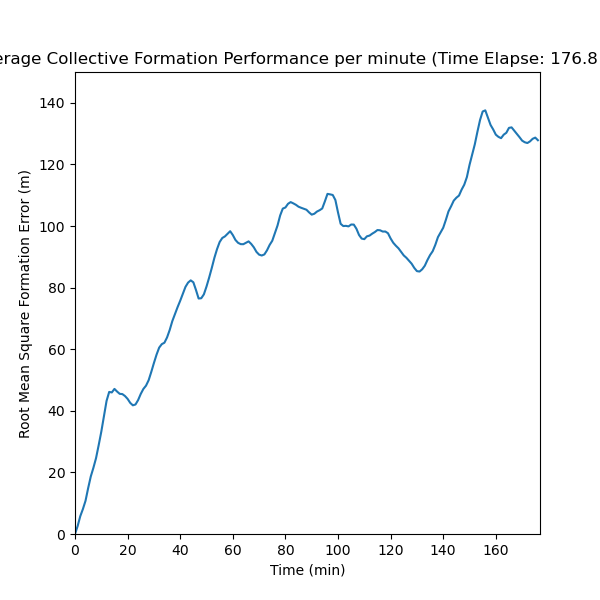 erage Collective Formation Performance per minute (Time Elapse: 176.8
140
120
100
80
60
40
20
0
Root Mean Square Formation Error (m)
0 20 40 60 80 100 120 140 160
Time (min)